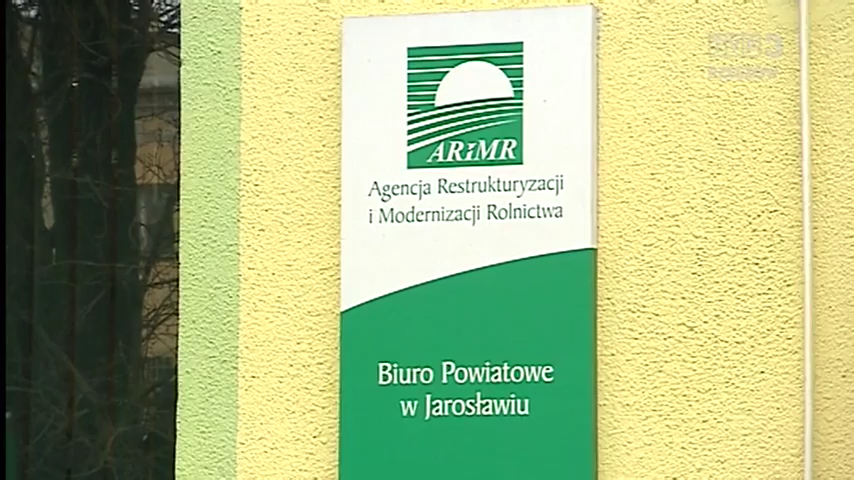 ARiMR
Agencja Restrukturyzacji
i Modernizacji Rolnictwa
Biuro Powiatowe
w Jarosławiu